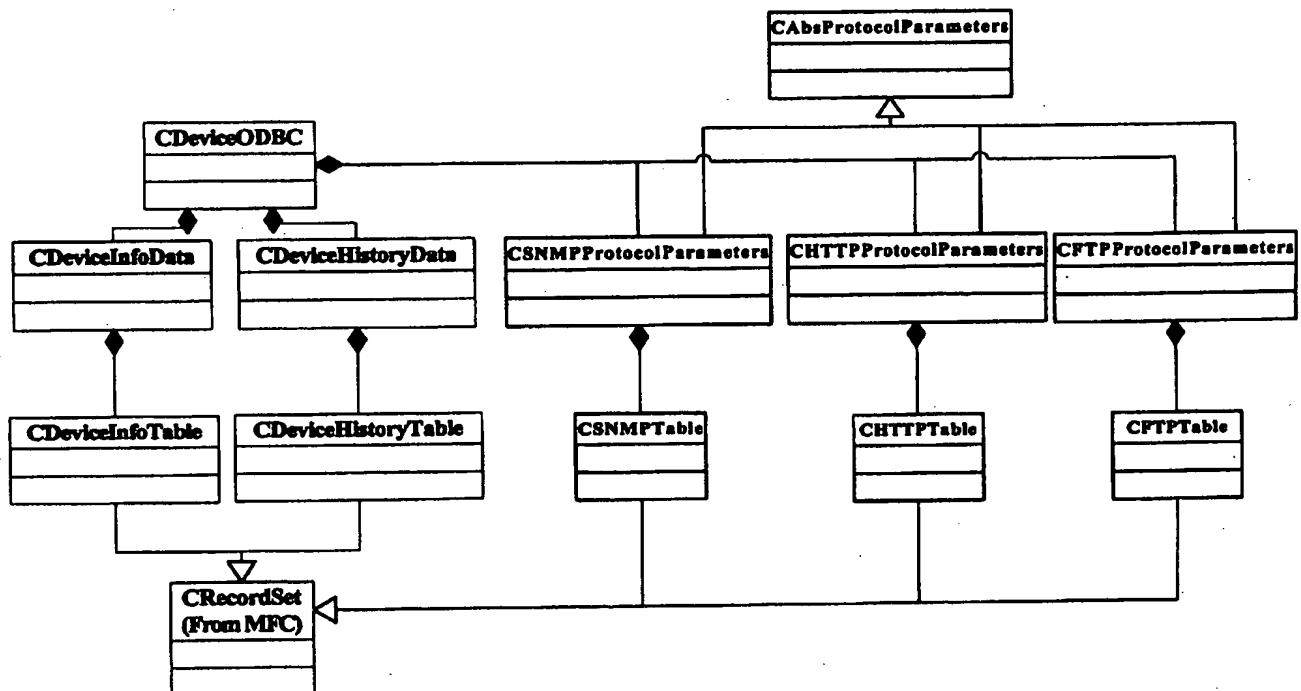 CAbsProtocolParameters
CDeviceODBC
CDeviceInfoData
CDeviceHistoryData
CSNMPProtocolParameters
CHTTPProtocolParameters
CFTPProtocolParameters
CDeviceInfoTable
CDeviceHistoryTable
CSNMPTable
CHTTPTable
CFTPTable
CRecordSet
(From MFC)